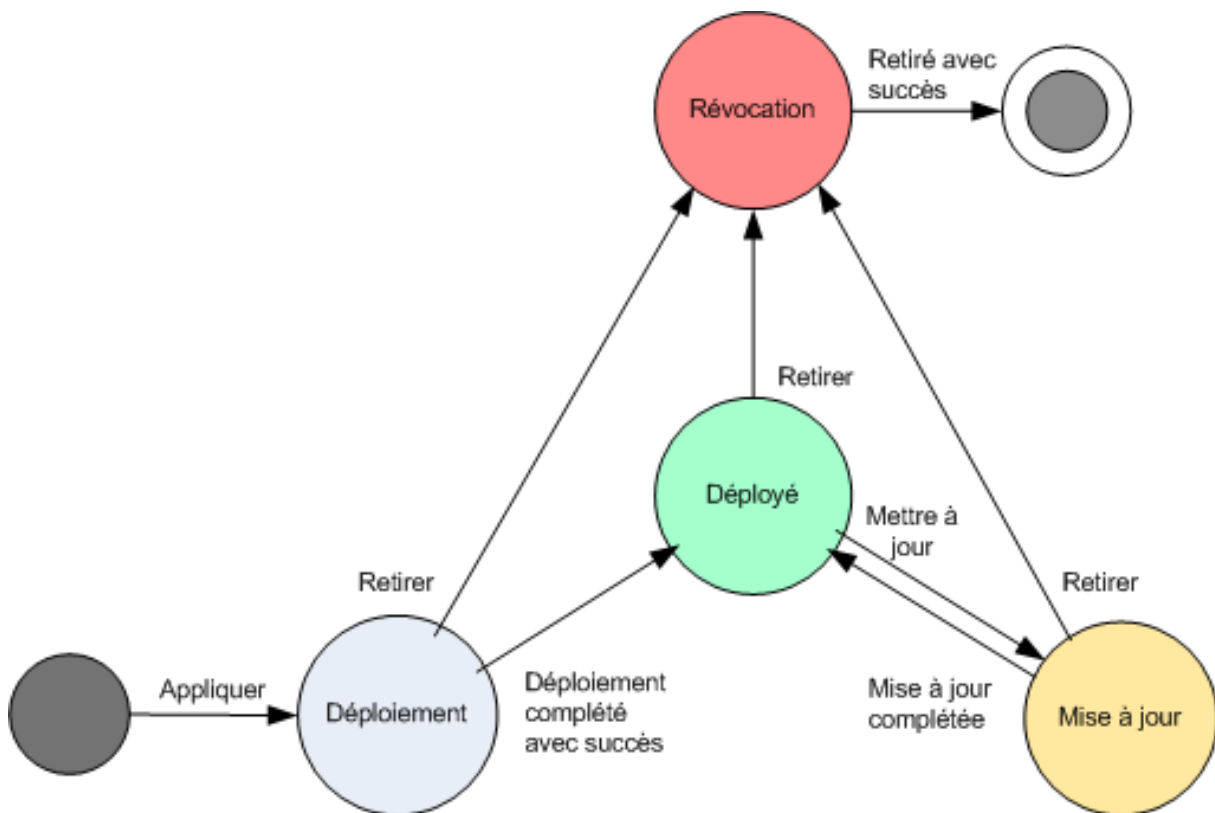 Retiré avec
succès
Révocation
Retirer
Déployé
Mettre à
jour
Retirer
Retirer
Appliquer
Déploiement
Déploiement
complété
avec succès
Mise à jour
complétée
Mise à jour